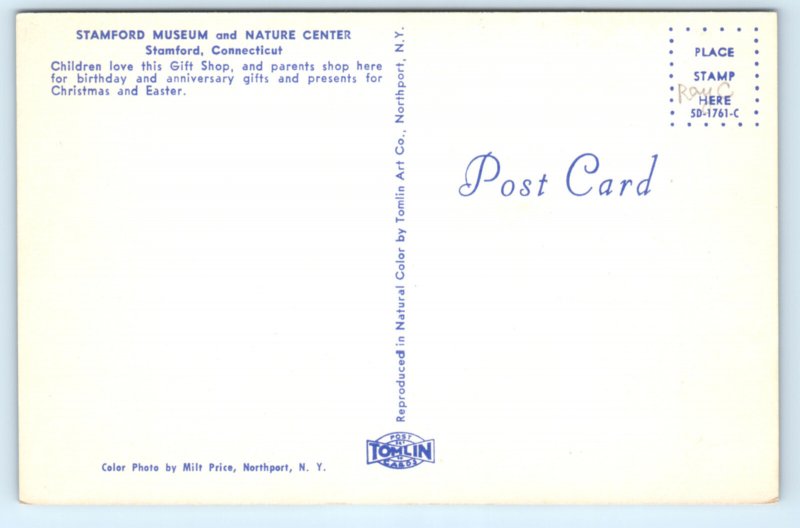 STAMFORD MUSEUM and NATURE CENTER
Stamford, Connecticut
Children love this Gift Shop, and parents shop here
for birthday and anniversary gifts and presents for
Christmas and Easter.
Color Photo by Milt Price, Northport, N. Y.
Reproduced in Natural Color by Tomlin Art Co., Northport, N.Y.
POST
TOMLIN
CARDS
Post Card
PLACE
STAMP
Ray C
HERE
5D-1761-C